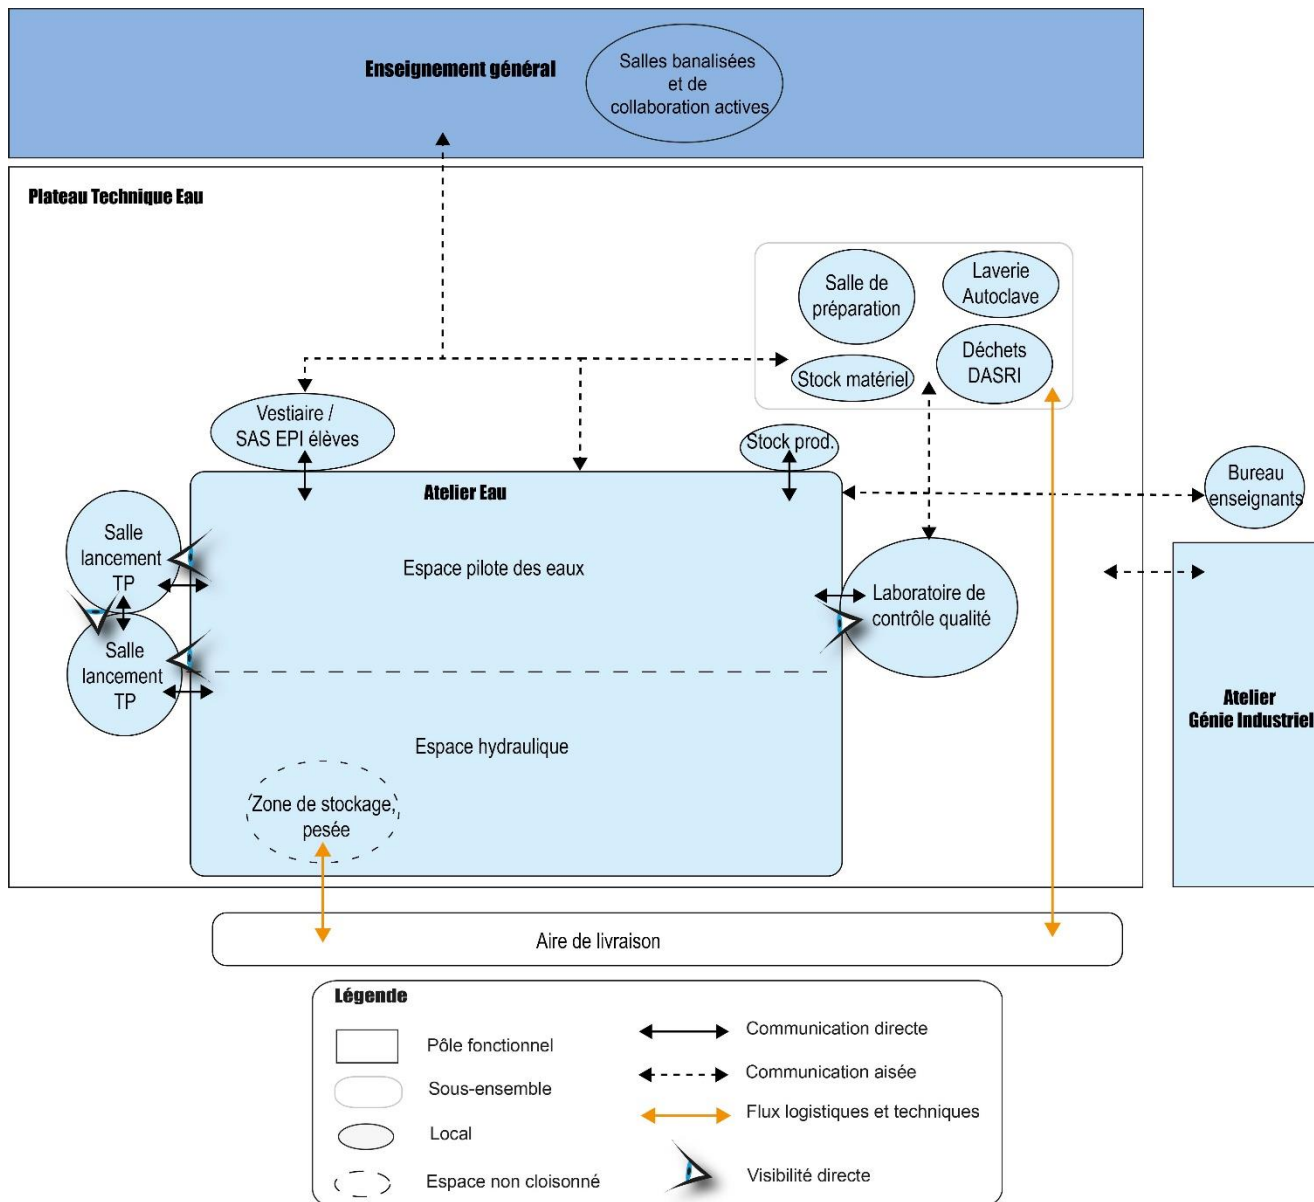 Enseignement général
Salles banalisées
et de
collaboration actives
Plateau Technique Eau
Salle de
préparation
Laverie
Autoclave
Stock matériel
Déchets
DASRI
Vestiaire /
SAS EPI élèves
Stock prod.
Atelier Eau
Bureau
enseignants
Salle
lancement
TP
Espace pilote des eaux
Laboratoire de
contrôle qualité
Salle
lancement
TP
Atelier
Génie Industriel
Espace hydraulique
Zone de stockage,
pesée
Aire de livraison
Légende
Pôle fonctionnel
Sous-ensemble
Local
Espace non cloisonné
Communication directe
Communication aisée
Flux logistiques et techniques
Visibilité directe